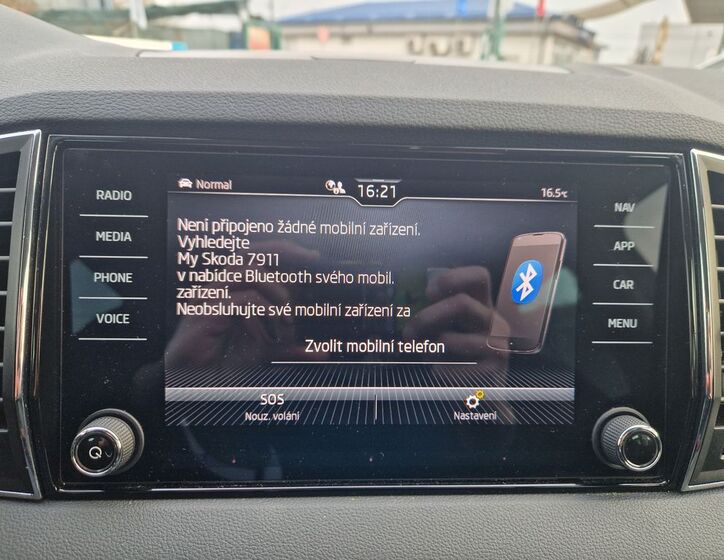 Normal
16:21
16.5°C
RADIO
MEDIA
PHONE
VOICE
Není připojeno žádné mobilní zařízení.
Vyhledejte
My Skoda 7911
v nabídce Bluetooth svého mobil.
zařízení.
Neobsluhujte své mobilní zařízení za
Zvolit mobilní telefon
SOS
Nouz. volání
Nastavení
NAV
APP
CAR
MENU